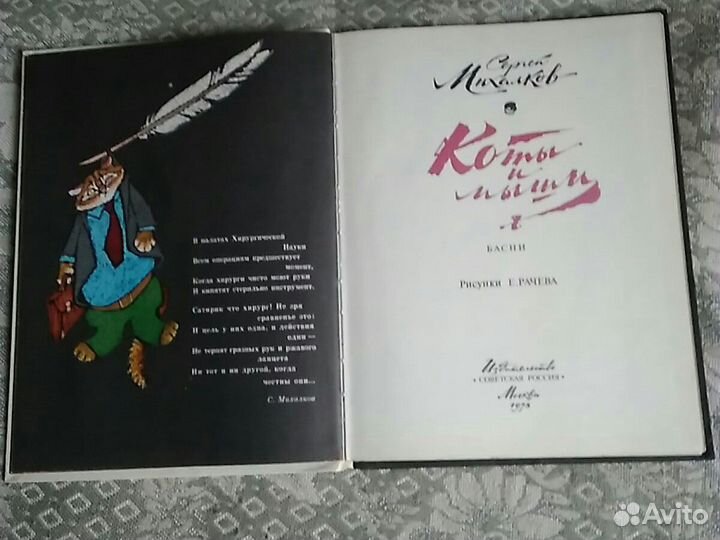 В палатах Хирургической
Науки
Всем операциям предшествует
момент,
Когда хирурги чисто моют руки
И кипятят стерильно инструмент.
Сатирик что хирург! Не зря
сравненье это:
И цель у них одна, и действия
одни —
Не терпят грязных рук и ржавого
ланцета
Ни тот и ни другой, когда
честны они...
С. Михалков
Сергей
Михалков
Коты
и
мыши
БАСНИ
Рисунки Е. РАЧЕВА
Издательство
• СОВЕТСКАЯ РОССИЯ •
Москва
Avito